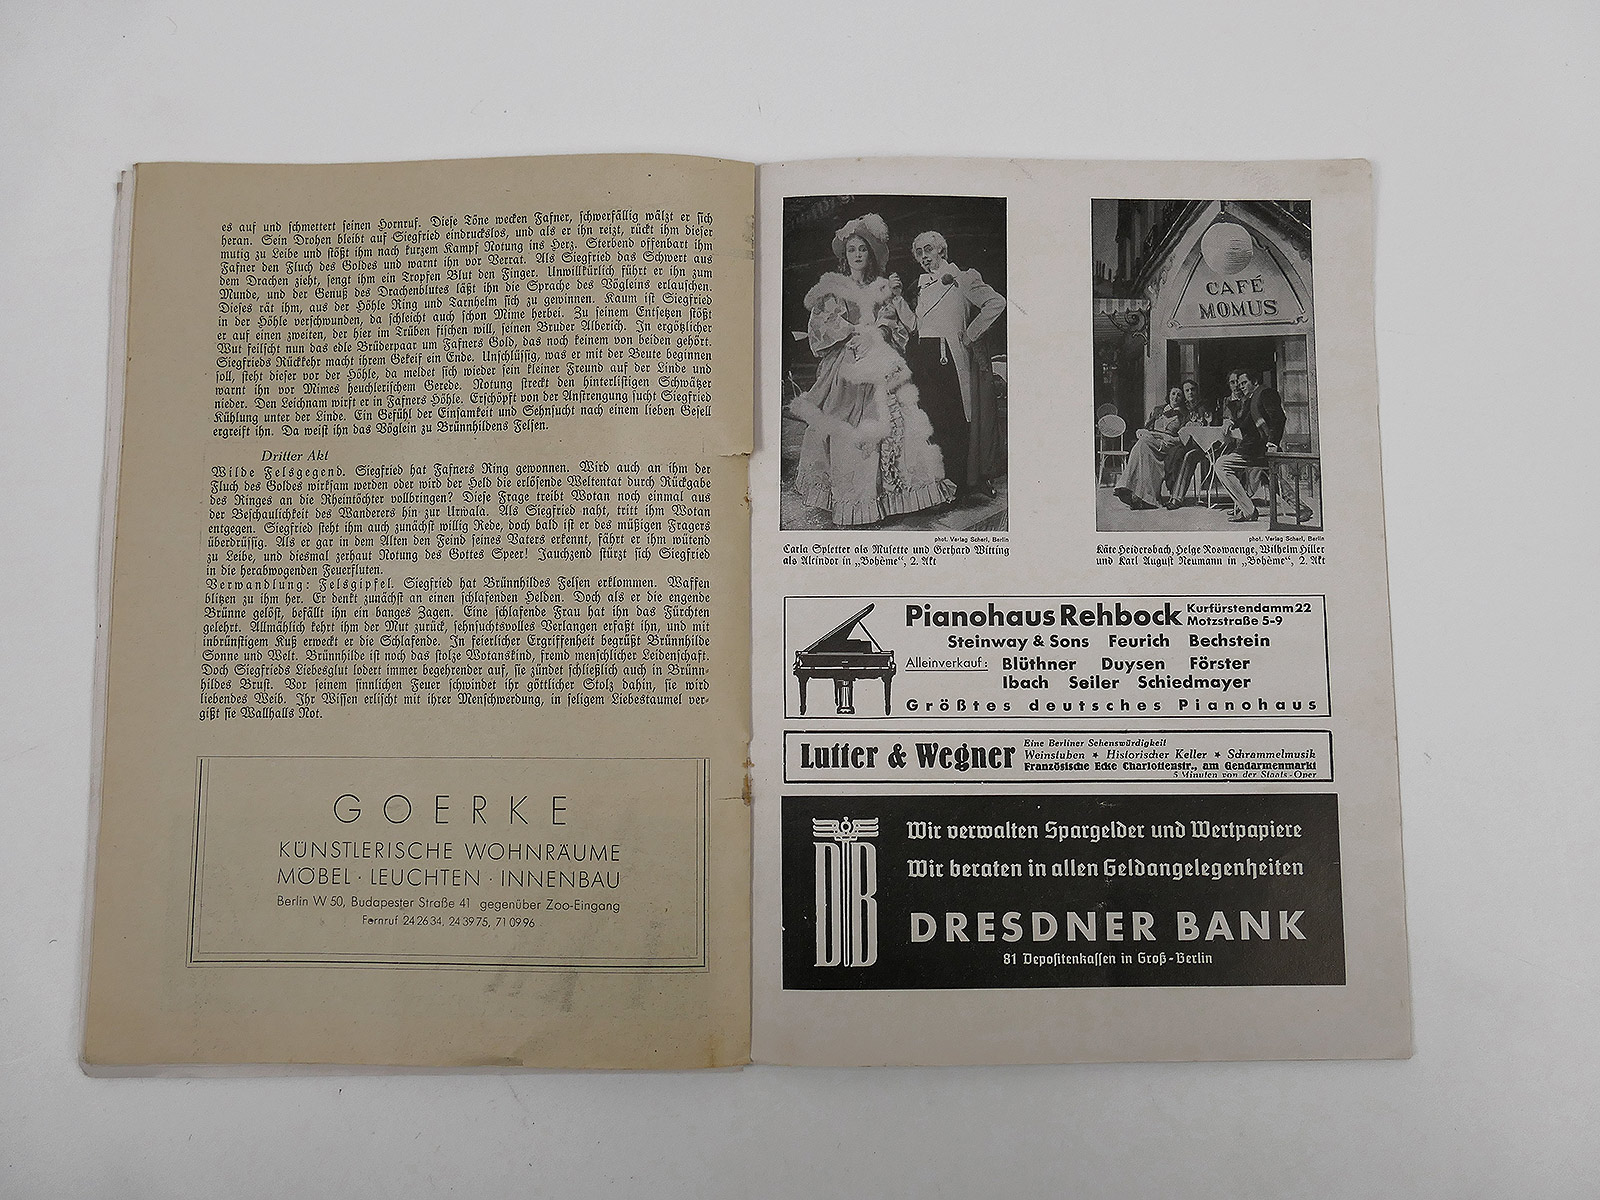 es auf und schmettert seinen Hornruf. Diese Töne wecken Fafner, schwerfällig wälzt er sich
heran. Sein Drohen bleibt auf Siegfried eindruckslos, und als er ihn reizt, rückt ihm dieser
mutig zu Leibe und stößt ihm nach kurzem Kampf Notung ins Herz. Sterbend offenbart ihm
Fafner den Fluch des Goldes und warnt ihn vor Verrat. Als Siegfried das Schwert aus
dem Drachen zieht, sengt ihm ein Tropfen Blut den Finger. Unwillkürlich führt er ihn zum
Munde, und der Genuß des Drachenblutes läßt ihn die Sprache des Vögleins erlauschen.
Dieses rät ihm, aus der Höhle Ring und Tarnhelm sich zu gewinnen. Kaum ist Siegfried
in der Höhle verschwunden, da schleicht auch schon Mime herbei. Zu seinem Entsetzen stößt
er auf einen zweiten, der hier im Trüben fischen will, seinen Bruder Alberich. In ergötzlicher
Wut feilscht nun das edle Brüderpaar um Fafners Gold, das noch keinem von beiden gehört.
Siegfrieds Rückkehr macht ihrem Gekeif ein Ende. Unschlüssig, was er mit der Beute beginnen
soll, steht dieser vor der Höhle, da meldet sich wieder sein kleiner Freund auf der Linde und
warnt ihn vor Mimes heuchlerischem Gerede. Notung streckt den hinterlistigen Schwätzer
nieder. Den Leichnam wirft er in Fafners Höhle. Erschöpft von der Anstrengung sucht Siegfried
Kühlung unter der Linde. Ein Gefühl der Einsamkeit und Sehnsucht nach einem lieben Gesell
ergreift ihn. Da weist ihn das Vöglein zu Brünnhildens Felsen.
Dritter Akt
Wilde Felsgegend. Siegfried hat Fafners Ring gewonnen. Wird auch an ihm der
Fluch des Goldes wirksam werden oder wird der Held die erlösende Weltentat durch Rückgabe
des Ringes an die Rheintöchter vollbringen? Diese Frage treibt Wotan noch einmal aus
der Beschaulichkeit des Wanderers hin zur Urwala. Als Siegfried naht, tritt ihm Wotan
entgegen. Siegfried steht ihm auch zunächst willig Rede, doch bald ist er des müßigen Fragers
überdrüssig. Als er gar in dem Alten den Feind seines Vaters erkennt, fährt er ihm wütend
zu Leibe, und diesmal zerhaut Notung des Gottes Speer! Jauchzend stürzt sich Siegfried
in die herabwogenden Feuerfluten.
Verwandlung: Felsgipfel. Siegfried hat Brünnhildes Felsen erklommen. Waffen
blitzen zu ihm her. Er denkt zunächst an einen schlafenden Helden. Doch als er die engende
Brünne gelöst, befällt ihn ein banges Zagen. Eine schlafende Frau hat ihn das Fürchten
gelehrt. Allmählich kehrt ihm der Mut zurück, sehnsuchtsvolles Verlangen erfaßt ihn, und mit
inbrünstigem Kuß erweckt er die Schlafende. In feierlicher Ergriffenheit begrüßt Brünnhilde
Sonne und Welt. Brünnhilde ist noch das stolze Wotanskind, fremd menschlicher Leidenschaft.
Doch Siegfrieds Liebesglut lodert immer begehrender auf, sie zündet schließlich auch in Brünn-
hildes Brust. Vor seinem sinnlichen Feuer schwindet ihr göttlicher Stolz dahin, sie wird
liebendes Weib. Ihr Wissen erlischt mit ihrer Menschwerdung, in seligem Liebestaumel ver-
gißt sie Wallhalls Not.
GOERKE
KÜNSTLERISCHE WOHNRÄUME
MÖBEL · LEUCHTEN · INNENBAU
Berlin W 50, Budapester Straße 41 gegenüber Zoo-Eingang
Fernruf 24 26 34, 24 39 75, 71 09 96
CAFÉ
MOMUS
phot. Verlag Scherl, Berlin
Carla Spletter als Musette und Gerhard Witting
als Alcindor in „Bohème“, 2. Akt
phot. Verlag Scherl, Berlin
Käte Heidersbach, Helge Roswaenge, Wilhelm Hiller
und Karl August Neumann in „Bohème“, 2. Akt
Pianohaus Rehbock Kurfürstendamm 22
Motzstraße 5-9
Steinway & Sons Feurich Bechstein
Alleinverkauf: Blüthner Duysen Förster
Ibach Seiler Schiedmayer
Größtes deutsches Pianohaus
Lutter & Wegner
Eine Berliner Sehenswürdigkeit
Weinstuben ★ Historischer Keller ★ Schrammelmusik
Französische Ecke Charlottenstr., am Gendarmenmarkt
5 Minuten von der Staats-Oper
DB
Wir verwalten Spargelder und Wertpapiere
Wir beraten in allen Geldangelegenheiten
DRESDNER BANK
81 Depositenkassen in Groß-Berlin